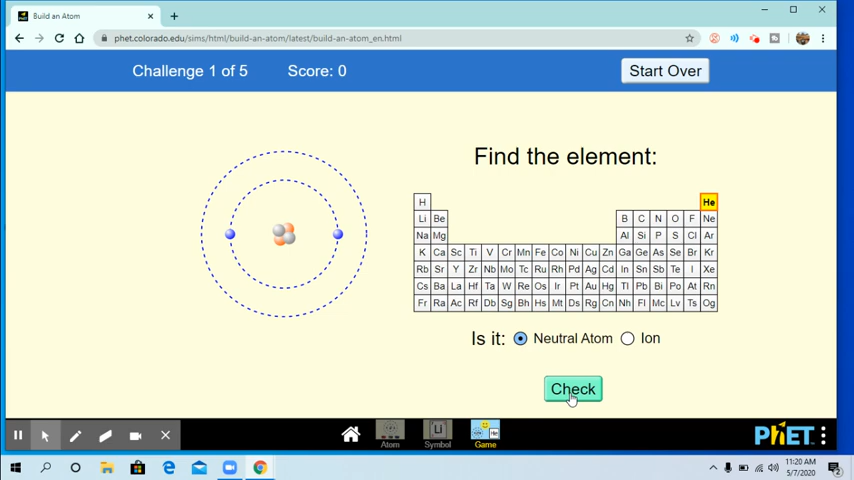 Build an Atom
phet.colorado.edu/sims/html/build-an-atom/latest/build-an-atom_en.html
Challenge 1 of 5 Score: 0 Start Over
Find the element:
H He
Li Be B C N O F Ne
Na Mg Al Si P S Cl Ar
K Ca Sc Ti V Cr Mn Fe Co Ni Cu Zn Ga Ge As Se Br Kr
Rb Sr Y Zr Nb Mo Tc Ru Rh Pd Ag Cd In Sn Sb Te I Xe
Cs Ba La Hf Ta W Re Os Ir Pt Au Hg Tl Pb Bi Po At Rn
Fr Ra Ac Rf Db Sg Bh Hs Mt Ds Rg Cn Nh Fl Mc Lv Ts Og
Is it: Neutral Atom Ion
Check
Li He
Atom Symbol Game PhET
11:20 AM
5/7/2020
2